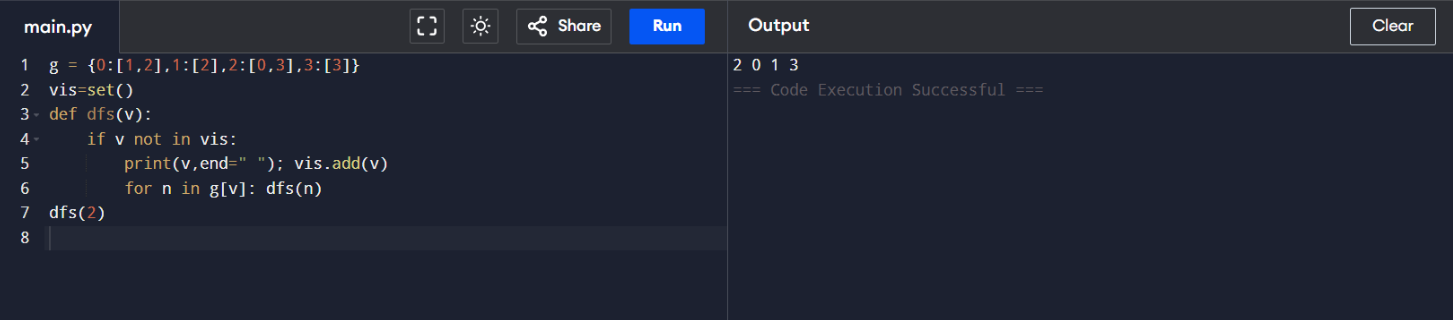 main.py
Share
Run
Output
Clear
1 g = {0:[1,2],1:[2],2:[0,3],3:[3]}
2 vis=set()
3 def dfs(v):
4     if v not in vis:
5         print(v,end=" "); vis.add(v)
6         for n in g[v]: dfs(n)
7 dfs(2)
8
2 0 1 3
=== Code Execution Successful ===